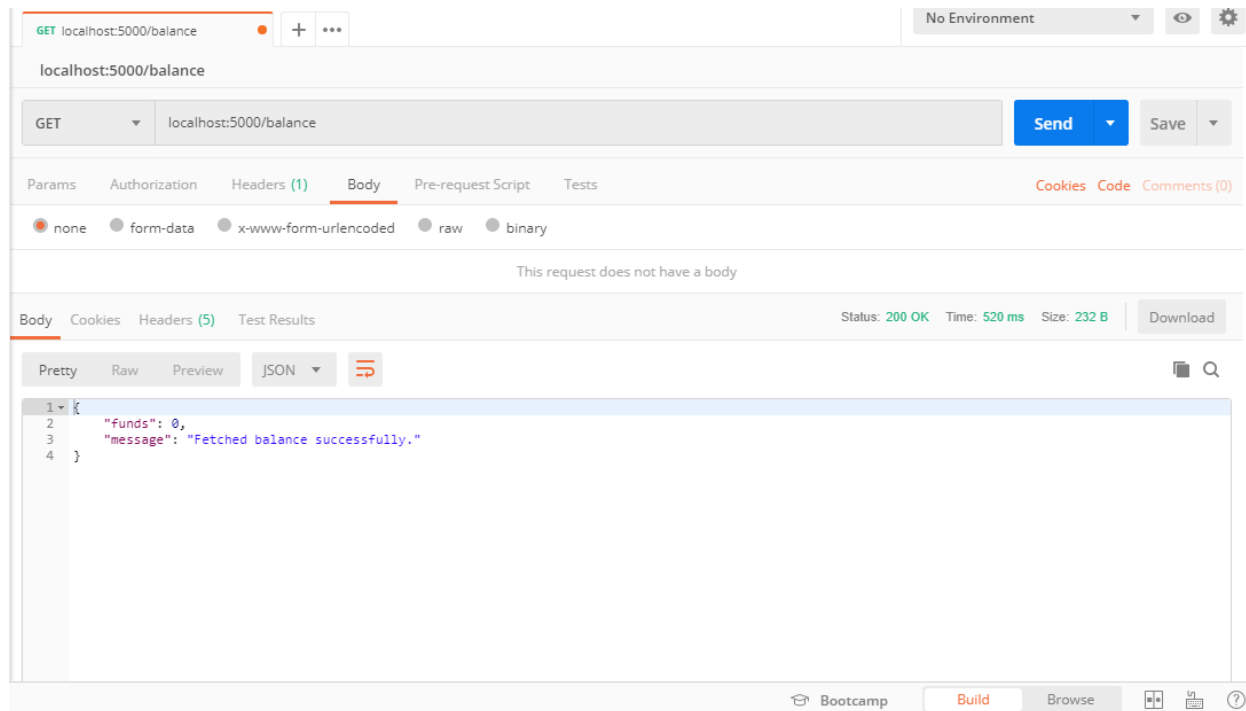 GET localhost:5000/balance + ••• No Environment
localhost:5000/balance
GET localhost:5000/balance Send Save
Params Authorization Headers (1) Body Pre-request Script Tests Cookies Code Comments (0)
none form-data x-www-form-urlencoded raw binary
This request does not have a body
Body Cookies Headers (5) Test Results Status: 200 OK Time: 520 ms Size: 232 B Download
Pretty Raw Preview JSON
1 {
2 "funds": 0,
3 "message": "Fetched balance successfully."
4 }
Bootcamp Build Browse ?